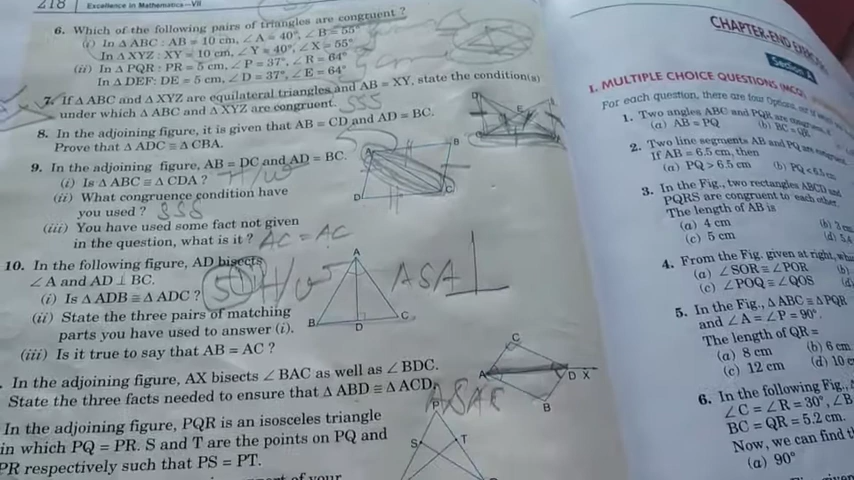 218 Excellence in Mathematics—VII
6. Which of the following pairs of triangles are congruent ?
(i) In △ ABC : AB = 10 cm, ∠ A = 40°, ∠ B = 55°
In △ XYZ : XY = 10 cm, ∠ Y = 40°, ∠ X = 55°
(ii) In △ PQR : PR = 5 cm, ∠ P = 37°, ∠ R = 64°
In △ DEF: DE = 5 cm, ∠ D = 37°, ∠ E = 64°
7. If △ ABC and △ XYZ are equilateral triangles and AB = XY, state the condition(s)
under which △ ABC and △ XYZ are congruent. SSS
8. In the adjoining figure, it is given that AB = CD and AD = BC.
Prove that △ ADC ≅ △ CBA.
9. In the adjoining figure, AB = DC and AD = BC. H/w
(i) Is △ ABC ≅ △ CDA ?
(ii) What congruence condition have
you used ? SSS
(iii) You have used some fact not given
in the question, what is it ? AC = AC
A B
D C
10. In the following figure, AD bisects
∠ A and AD ⊥ BC.
(i) Is △ ADB ≅ △ ADC ?
(ii) State the three pairs of matching
parts you have used to answer (i).
(iii) Is it true to say that AB = AC ?
A
B D C
ASA
. In the adjoining figure, AX bisects ∠ BAC as well as ∠ BDC.
State the three facts needed to ensure that △ ABD ≅ △ ACD.
C
A D X
B
In the adjoining figure, PQR is an isosceles triangle
in which PQ = PR. S and T are the points on PQ and
PR respectively such that PS = PT.
P
S T
CHAPTER-END
Section A
1. MULTIPLE CHOICE QUESTIONS (MCQs)
For each question, there are four Options,
1. Two angles ABC and PQR are congruent,
(a) AB = PQ (b) BC = QR
2. Two line segments AB and PQ are congruent.
If AB = 6.5 cm, then
(a) PQ > 6.5 cm (b) PQ < 6.5 cm
3. In the Fig., two rectangles ABCD and
PQRS are congruent to each other.
The length of AB is
(a) 4 cm (b) 3 cm
(c) 5 cm (d)
4. From the Fig. given at right,
(a) ∠SOR ≅ ∠POR (b)
(c) ∠POQ ≅ ∠QOS (d)
5. In the Fig., △ ABC ≅ △ PQR
and ∠ A = ∠ P = 90°.
The length of QR =
(a) 8 cm (b) 6 cm
(c) 12 cm (d) 10
6. In the following Fig.,
∠ C = ∠ R = 30°, ∠ B
BC = QR = 5.2 cm.
Now, we can find
(a) 90°